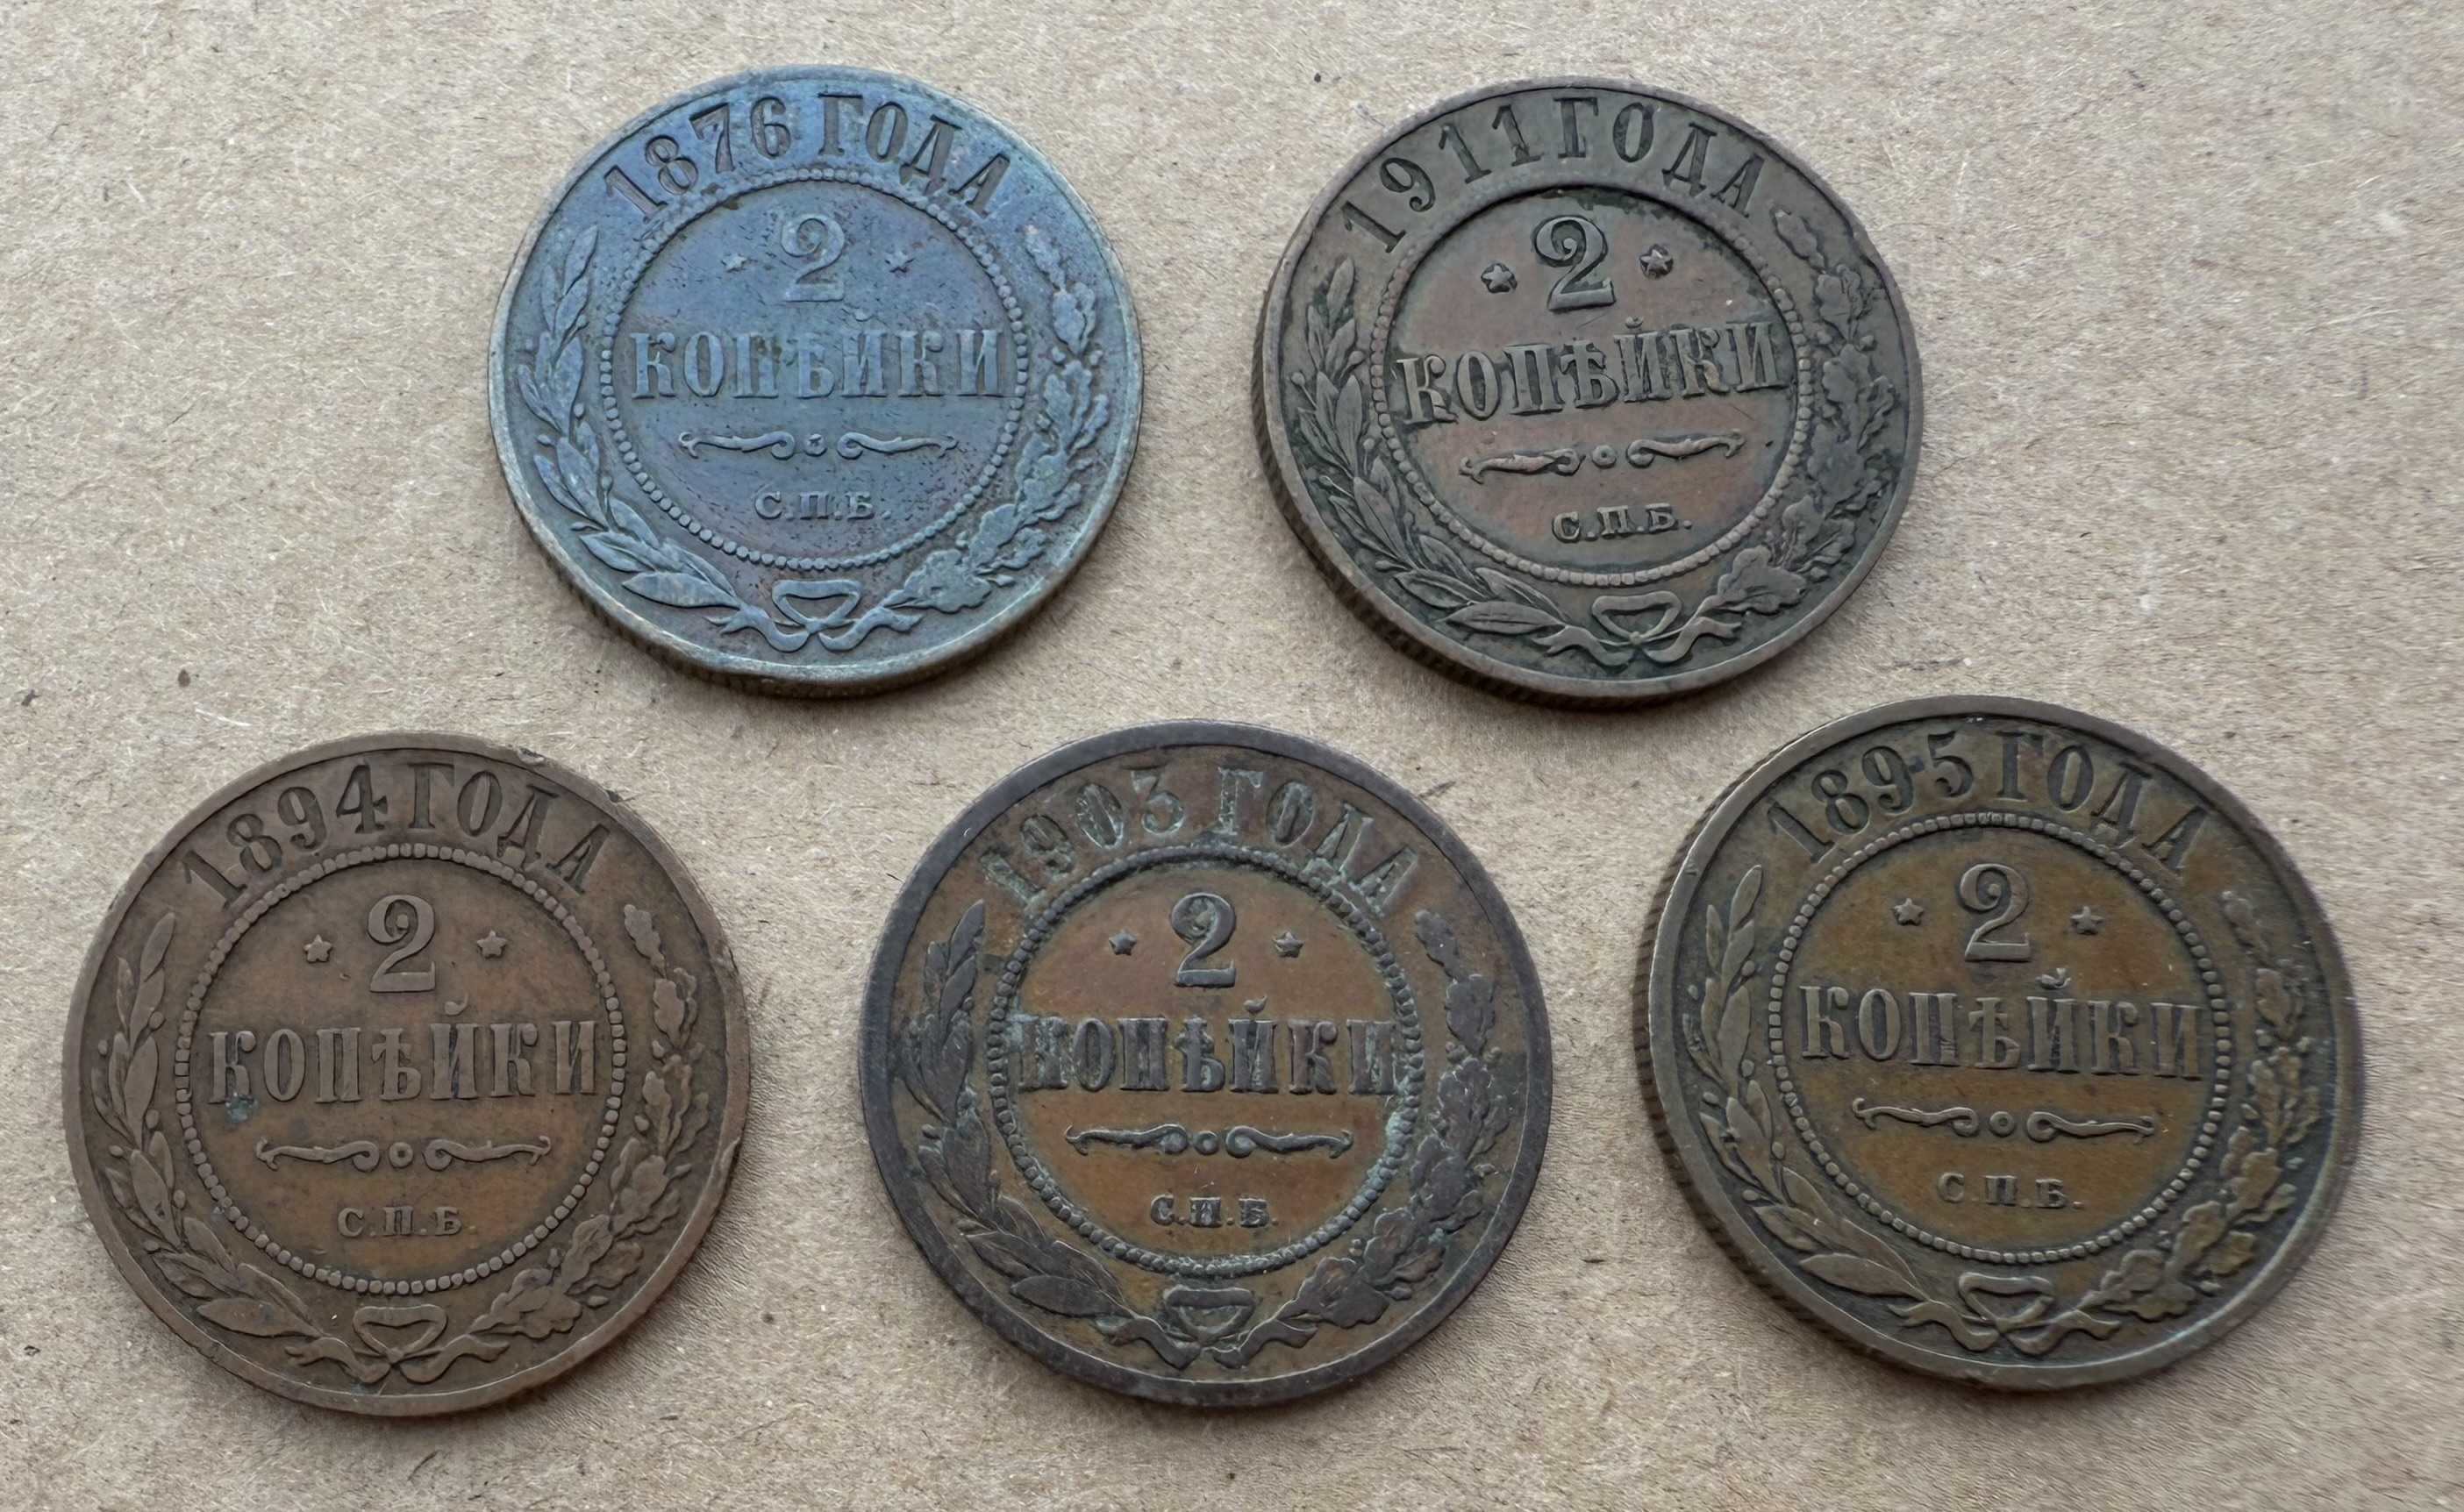 1876 ГОДА
2
КОПѢЙКИ
С.П.Б.
1911 ГОДА
2
КОПѢЙКИ
С.П.Б.
1894 ГОДА
2
КОПѢЙКИ
С.П.Б.
1903 ГОДА
2
КОПѢЙКИ
С.П.Б.
1895 ГОДА
2
КОПѢЙКИ
С.П.Б.